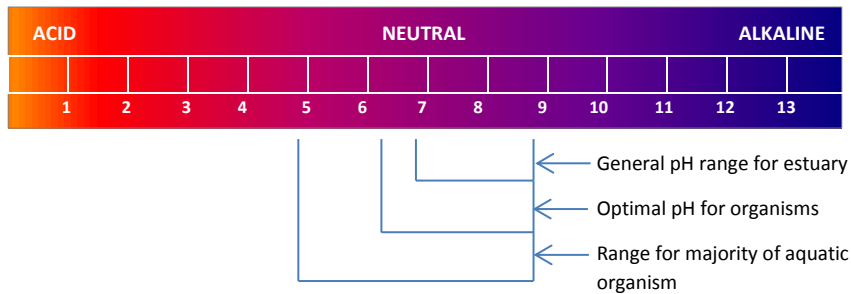 ACID NEUTRAL ALKALINE
1 2 3 4 5 6 7 8 9 10 11 12 13
General pH range for estuary
Optimal pH for organisms
Range for majority of aquatic
organism